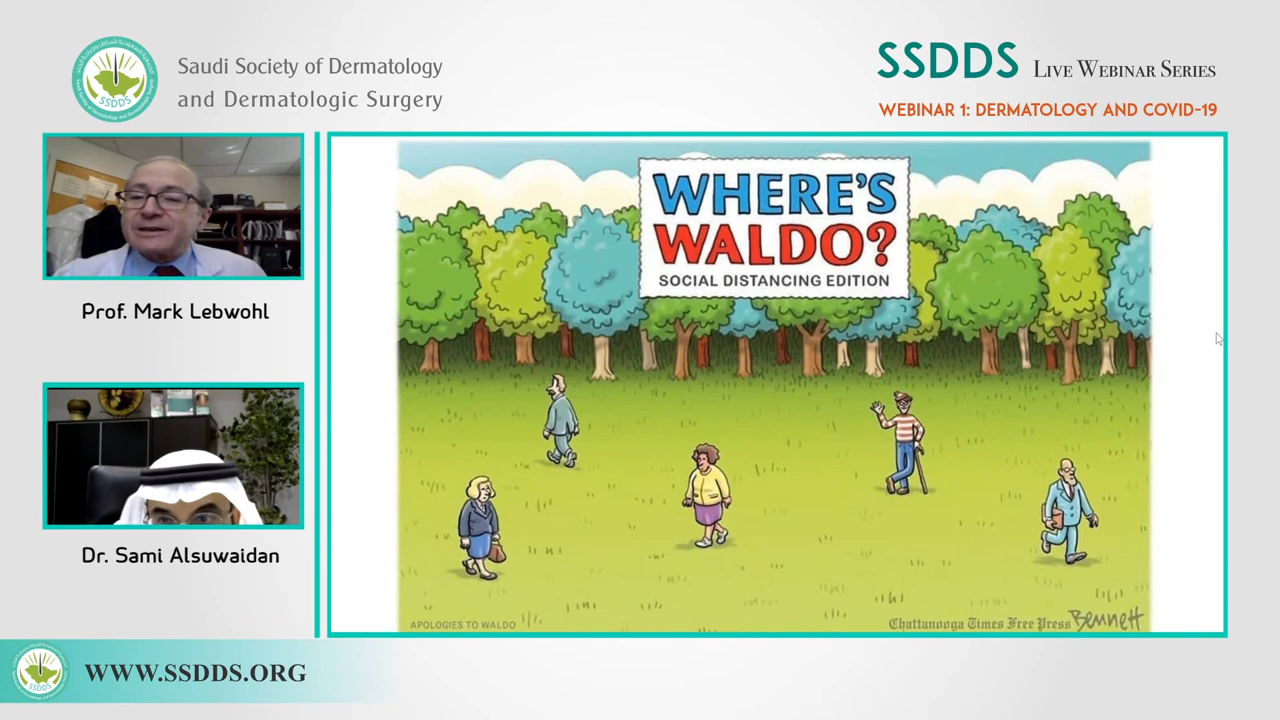 Saudi Society of Dermatology
and Dermatologic Surgery
SSDDS
SSDDS LIVE WEBINAR SERIES
WEBINAR 1: DERMATOLOGY AND COVID-19
Prof. Mark Lebwohl
Dr. Sami Alsuwaidan
WHERE'S
WALDO?
SOCIAL DISTANCING EDITION
APOLOGIES TO WALDO
Chattanooga Times Free Press Bennett
SSDDS
WWW.SSDDS.ORG